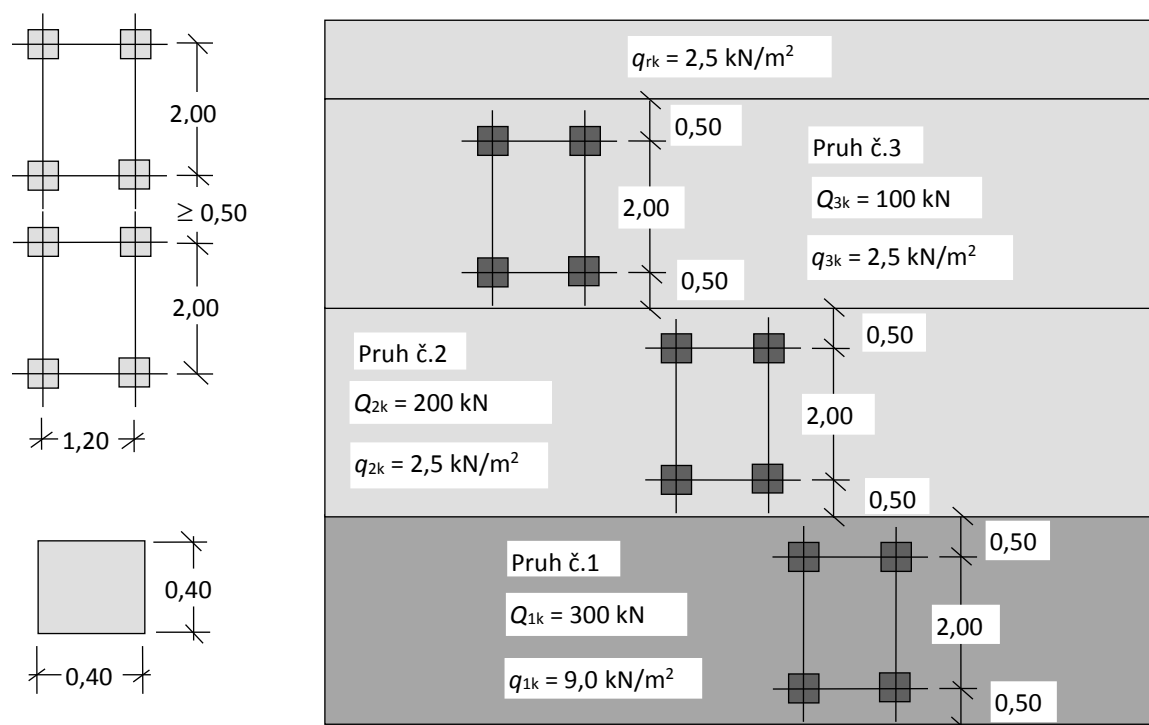 2,00
≥ 0,50
2,00
1,20
0,40
0,40
qrk = 2,5 kN/m²
0,50
Pruh č.3
Q3k = 100 kN
2,00
q3k = 2,5 kN/m²
0,50
Pruh č.2
0,50
Q2k = 200 kN
2,00
q2k = 2,5 kN/m²
0,50
0,50
Pruh č.1
Q1k = 300 kN
2,00
q1k = 9,0 kN/m²
0,50